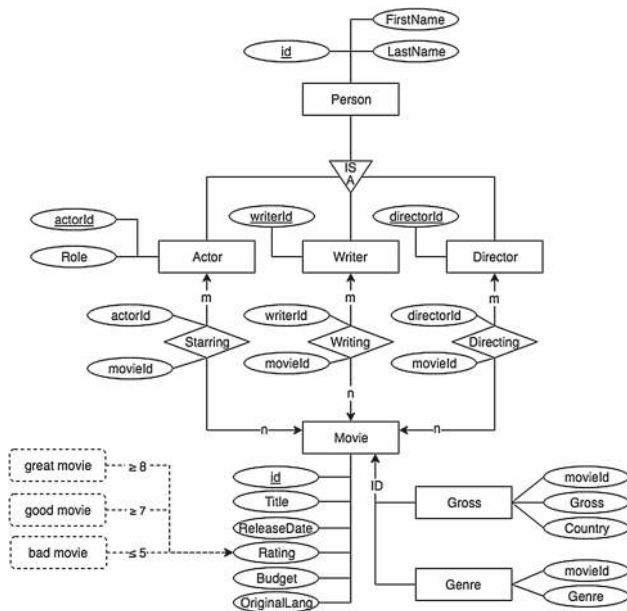 FirstName
id
LastName
Person
IS
A
actorId
writerId
directorId
Role
Actor
Writer
Director
m
m
m
actorId
writerId
directorId
Starring
Writing
Directing
movieId
movieId
movieId
n
n
n
Movie
great movie
≥ 8
id
ID
movieId
Title
Gross
Gross
good movie
≥ 7
ReleaseDate
Country
bad movie
≤ 5
Rating
Budget
movieId
Genre
OriginalLang
Genre